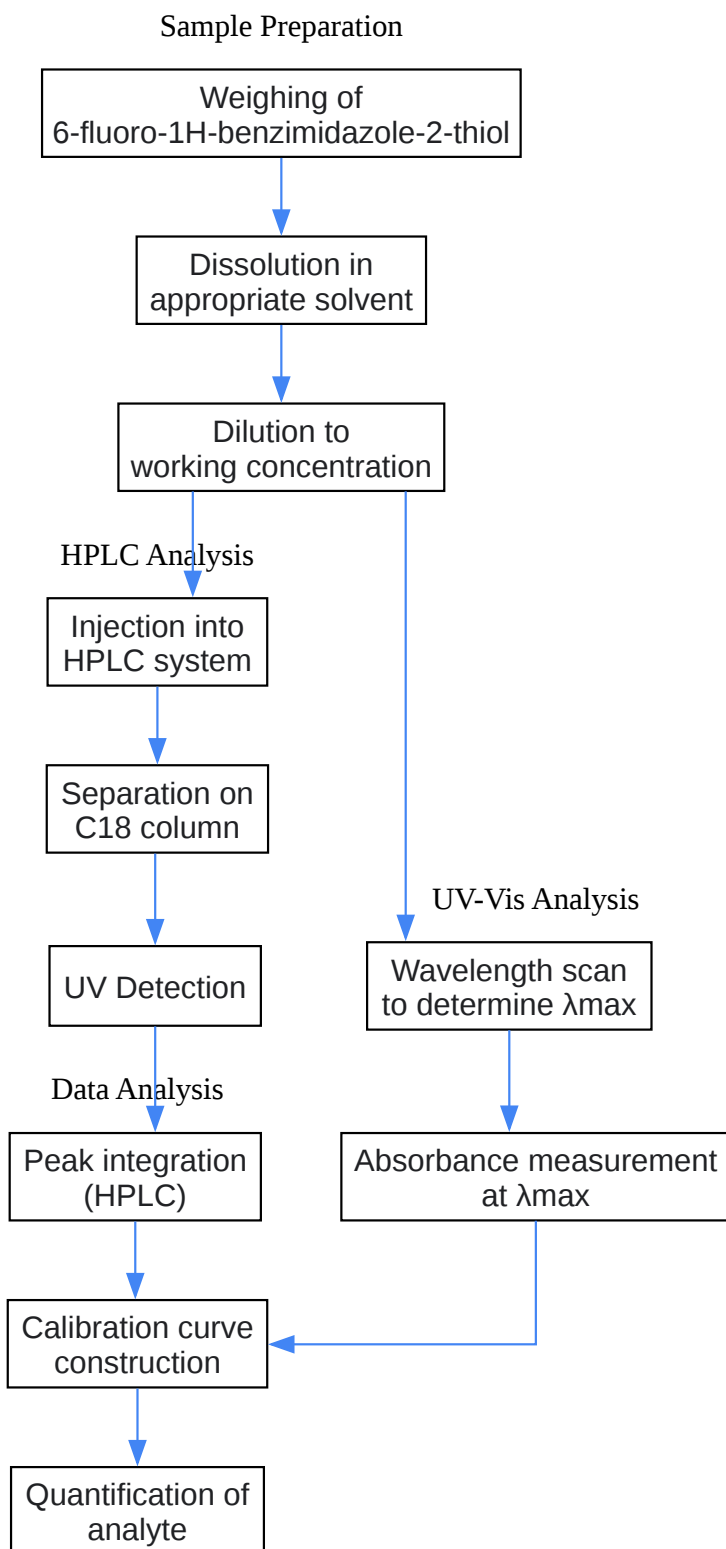 Sample Preparation
Weighing of
6-fluoro-1H-benzimidazole-2-thiol
Dissolution in
appropriate solvent
Dilution to
working concentration
HPLC Analysis
Injection into
HPLC system
Separation on
C18 column
UV Detection
UV-Vis Analysis
Wavelength scan
to determine λmax
Absorbance measurement
at λmax
Data Analysis
Peak integration
(HPLC)
Calibration curve
construction
Quantification of
analyte